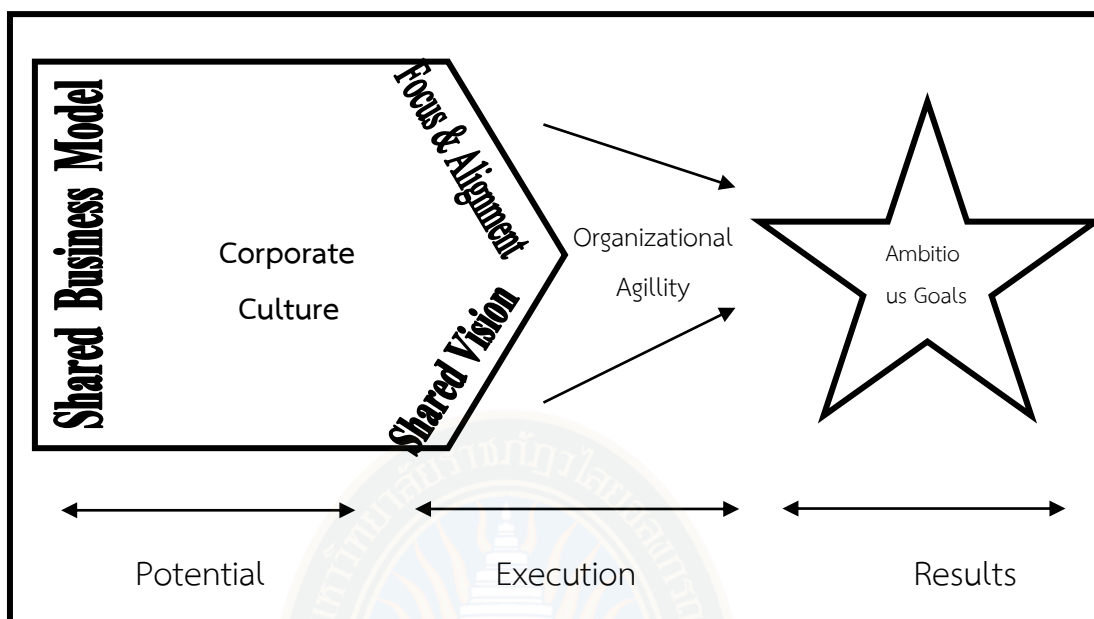 Shared Business Model
Corporate
Culture
Focus & Alignment
Shared Vision
Organizational
Agillity
Ambitio
us Goals
Potential
Execution
Results